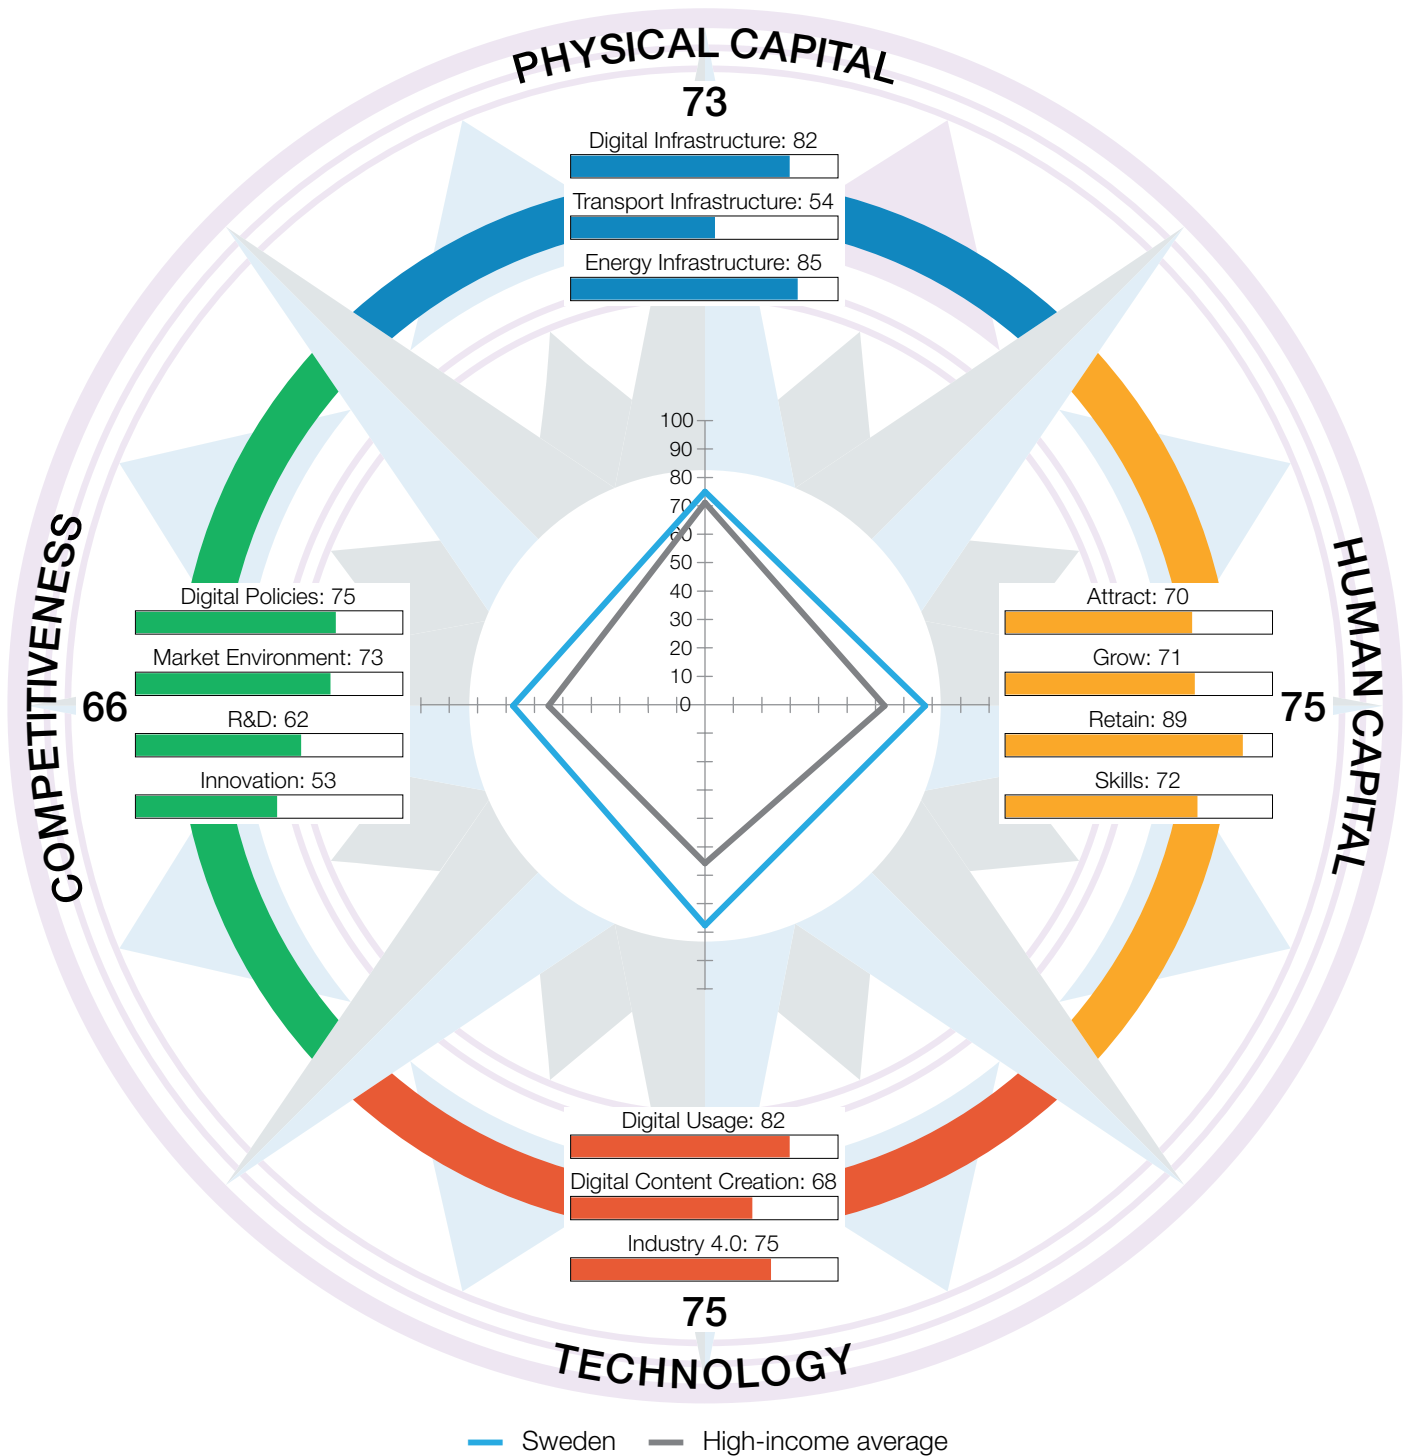 PHYSICAL CAPITAL
73
Digital Infrastructure: 82
Transport Infrastructure: 54
Energy Infrastructure: 85
100
90
80
70
60
50
40
30
20
10
0
COMPETITIVENESS
66
Digital Policies: 75
Market Environment: 73
R&D: 62
Innovation: 53
HUMAN CAPITAL
75
Attract: 70
Grow: 71
Retain: 89
Skills: 72
Digital Usage: 82
Digital Content Creation: 68
Industry 4.0: 75
75
TECHNOLOGY
Sweden High-income average